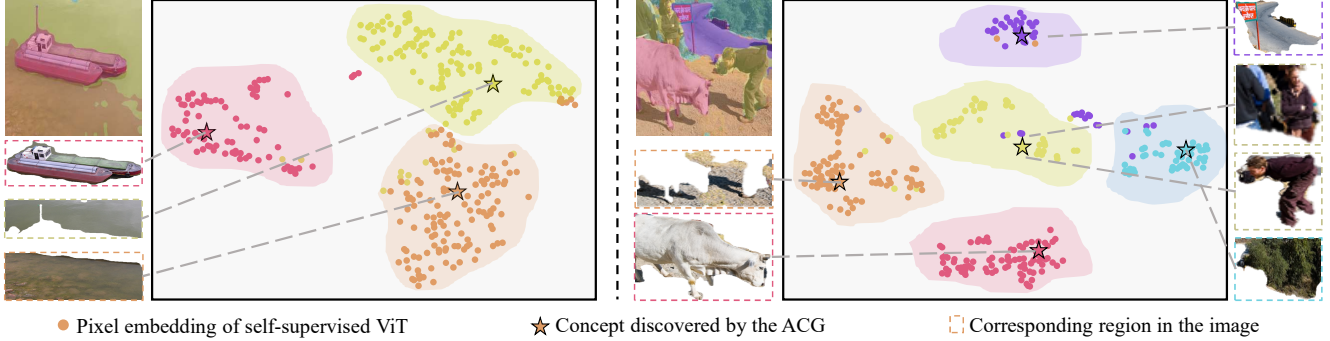 Pixel embedding of self-supervised ViT
Concept discovered by the ACG
Corresponding region in the image